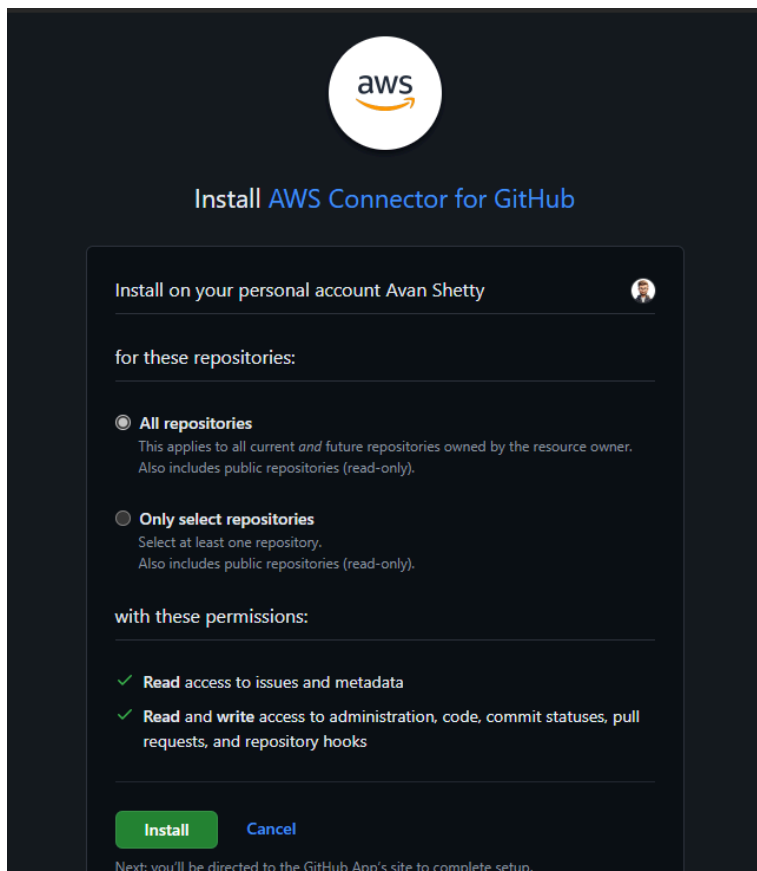 aws
Install AWS Connector for GitHub
Install on your personal account Avan Shetty
for these repositories:
All repositories
This applies to all current and future repositories owned by the resource owner.
Also includes public repositories (read-only).
Only select repositories
Select at least one repository.
Also includes public repositories (read-only).
with these permissions:
Read access to issues and metadata
Read and write access to administration, code, commit statuses, pull
requests, and repository hooks
Install Cancel
Next: you'll be directed to the GitHub App's site to complete setup.